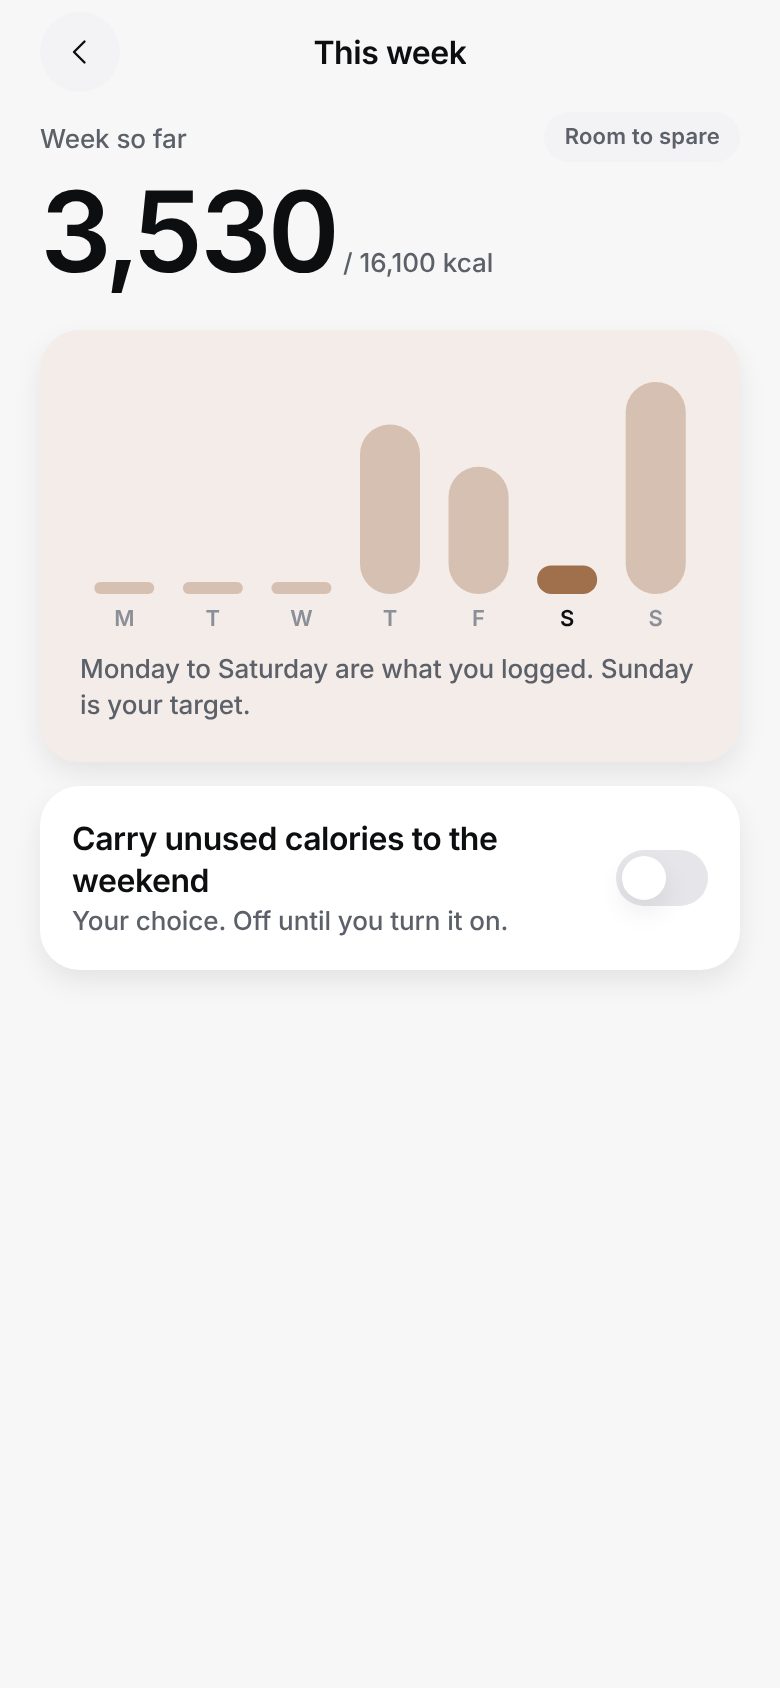 This week
Week so far
Room to spare
3,530 / 16,100 kcal
M T W T F S S
Monday to Saturday are what you logged. Sunday
is your target.
Carry unused calories to the
weekend
Your choice. Off until you turn it on.